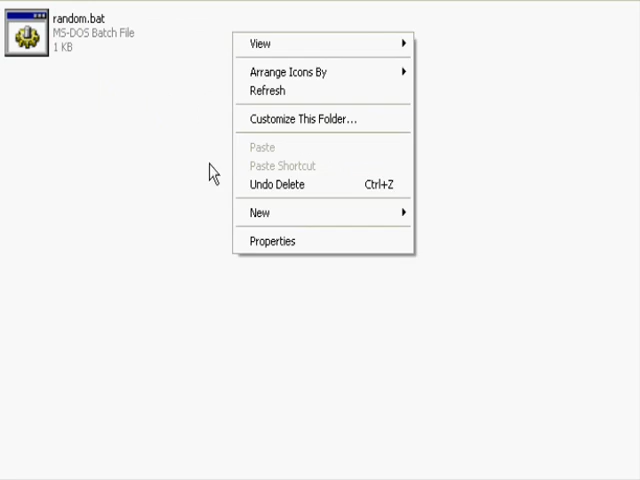 random.bat
MS-DOS Batch File
1 KB
View
Arrange Icons By
Refresh
Customize This Folder...
Paste
Paste Shortcut
Undo Delete Ctrl+Z
New
Properties